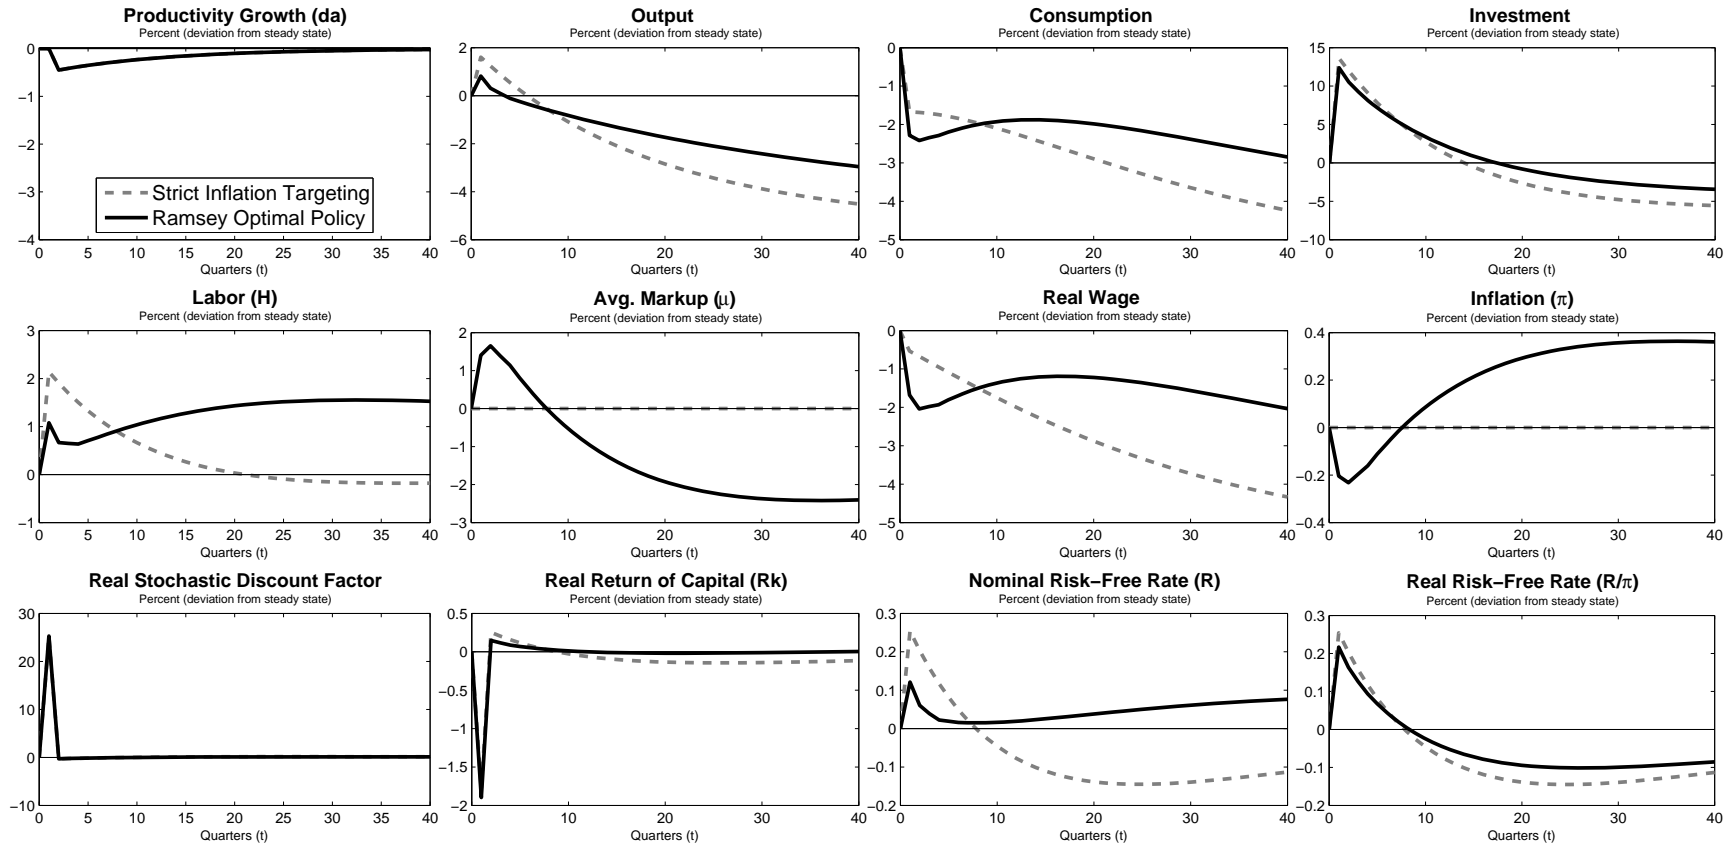 Productivity Growth (da)
Percent (deviation from steady state)
0
−1
−2
−3
−4
Strict Inflation Targeting
Ramsey Optimal Policy
0 5 10 15 20 25 30 35 40
Quarters (t)
Output
Percent (deviation from steady state)
2
0
−2
−4
−6
0 10 20 30 40
Quarters (t)
Consumption
Percent (deviation from steady state)
0
−1
−2
−3
−4
−5
0 10 20 30 40
Quarters (t)
Investment
Percent (deviation from steady state)
15
10
5
0
−5
−10
0 10 20 30 40
Quarters (t)
Labor (H)
Percent (deviation from steady state)
3
2
1
0
−1
0 5 10 15 20 25 30 35 40
Quarters (t)
Avg. Markup (μ)
Percent (deviation from steady state)
2
1
0
−1
−2
−3
0 10 20 30 40
Quarters (t)
Real Wage
Percent (deviation from steady state)
0
−1
−2
−3
−4
−5
0 10 20 30 40
Quarters (t)
Inflation (π)
Percent (deviation from steady state)
0.4
0.2
0
−0.2
−0.4
0 10 20 30 40
Quarters (t)
Real Stochastic Discount Factor
Percent (deviation from steady state)
30
20
10
0
−10
0 5 10 15 20 25 30 35 40
Quarters (t)
Real Return of Capital (Rk)
Percent (deviation from steady state)
0.5
0
−0.5
−1
−1.5
−2
0 10 20 30 40
Quarters (t)
Nominal Risk−Free Rate (R)
Percent (deviation from steady state)
0.3
0.2
0.1
0
−0.1
−0.2
0 10 20 30 40
Quarters (t)
Real Risk−Free Rate (R/π)
Percent (deviation from steady state)
0.3
0.2
0.1
0
−0.1
−0.2
0 10 20 30 40
Quarters (t)